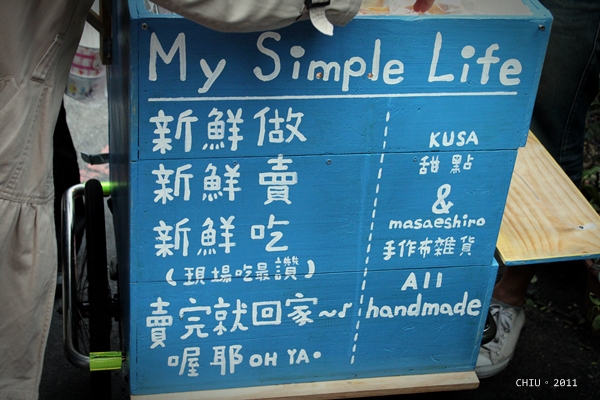 My Simple Life
新鮮做
新鮮賣
新鮮吃
(現場吃最讚)
賣完就回家~♪
喔耶OH YA.
KUSA
甜點
&
masaeshiro
手作布雜貨
All
handmade
CHIU。2011